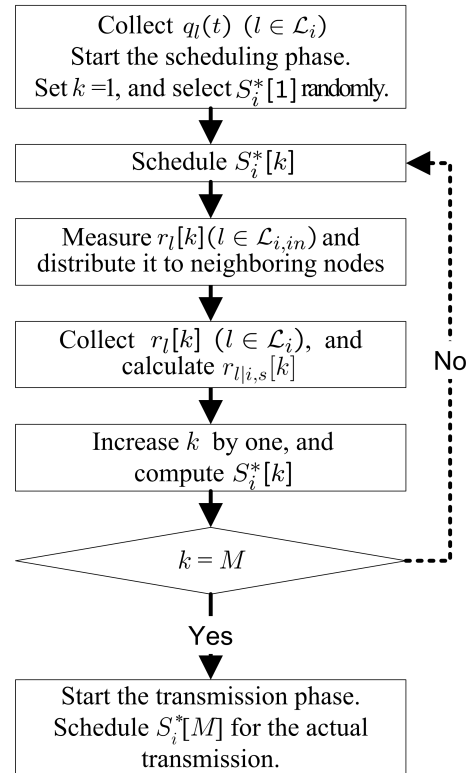 Collect $q_l(t)$ $(l \in \mathcal{L}_i)$
Start the scheduling phase.
Set $k$ =1, and select $S_i^*[1]$ randomly.
Schedule $S_i^*[k]$
Measure $r_l[k]$ $(l \in \mathcal{L}_{i,in})$ and
distribute it to neighboring nodes
Collect $r_l[k]$ $(l \in \mathcal{L}_i)$, and
calculate $r_{l|i,s}[k]$
No
Increase $k$ by one, and
compute $S_i^*[k]$
$k = M$
Yes
Start the transmission phase.
Schedule $S_i^*[M]$ for the actual
transmission.